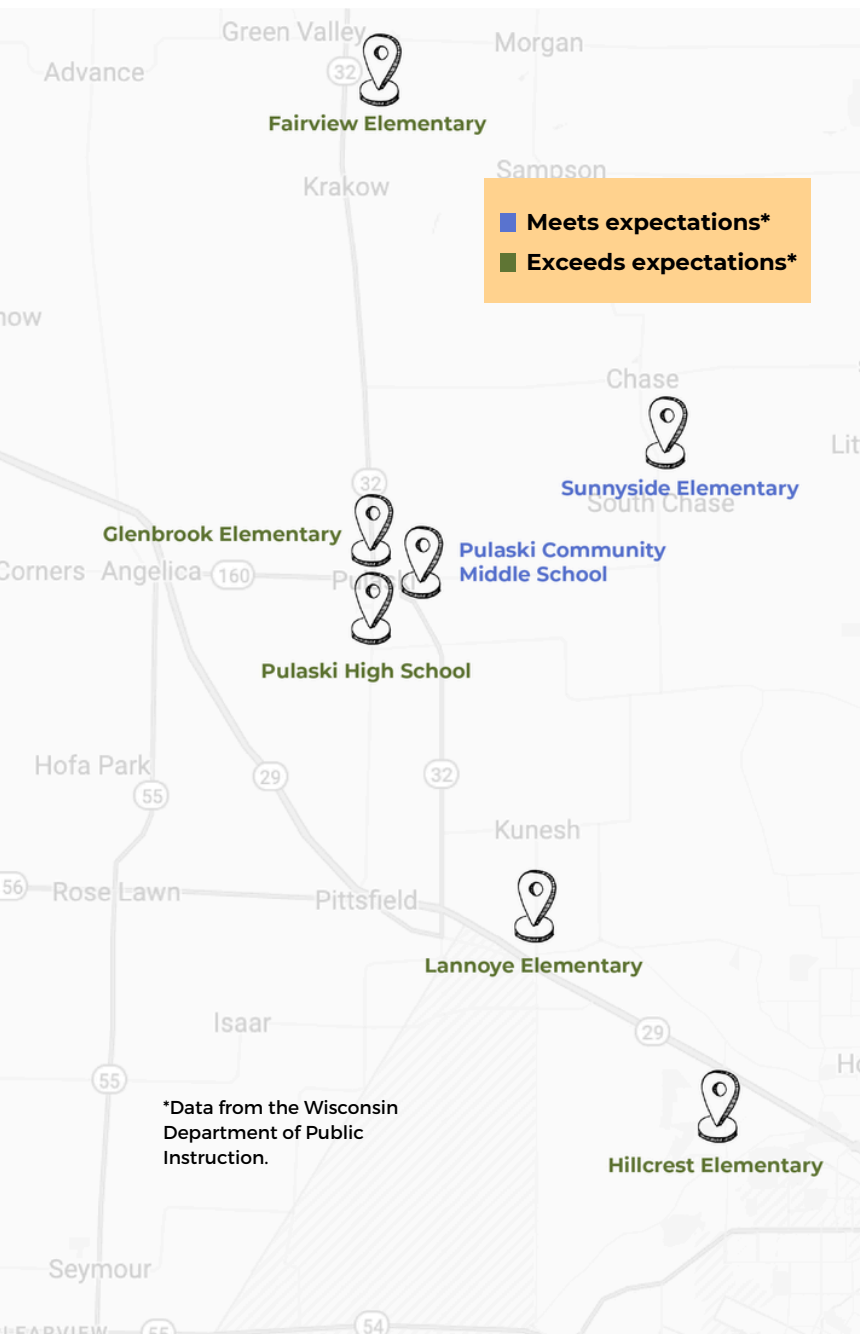 Green Valley
Morgan
32
Advance
Fairview Elementary
Sampson
Krakow
Meets expectations*
Exceeds expectations*
Chase
Sunnyside Elementary
South Chase
32
Glenbrook Elementary
Pulaski Community
Middle School
Corners
Angelica
160
Pulaski
Pulaski High School
Hofa Park
29
32
55
Kunesh
56
Rose Lawn
Pittsfield
Lannoye Elementary
Isaar
29
55
*Data from the Wisconsin
Department of Public
Instruction.
Hillcrest Elementary
Seymour
54
55